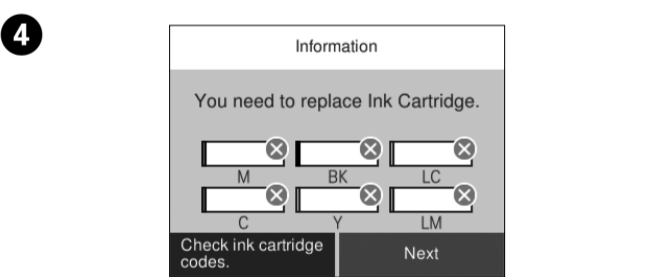 4
Information
You need to replace Ink Cartridge.
M BK LC
C Y LM
Check ink cartridge
codes.
Next